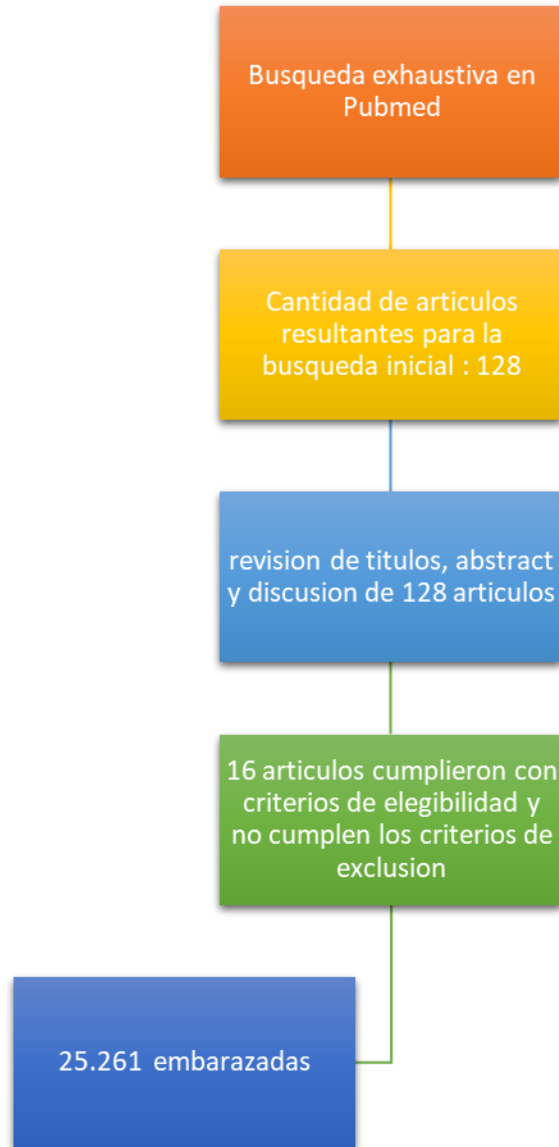 Busqueda exhaustiva en
Pubmed
Cantidad de articulos
resultantes para la
busqueda inicial : 128
revision de titulos, abstract
y discusion de 128 articulos
16 articulos cumplieron con
criterios de elegibilidad y
no cumplen los criterios de
exclusion
25.261 embarazadas